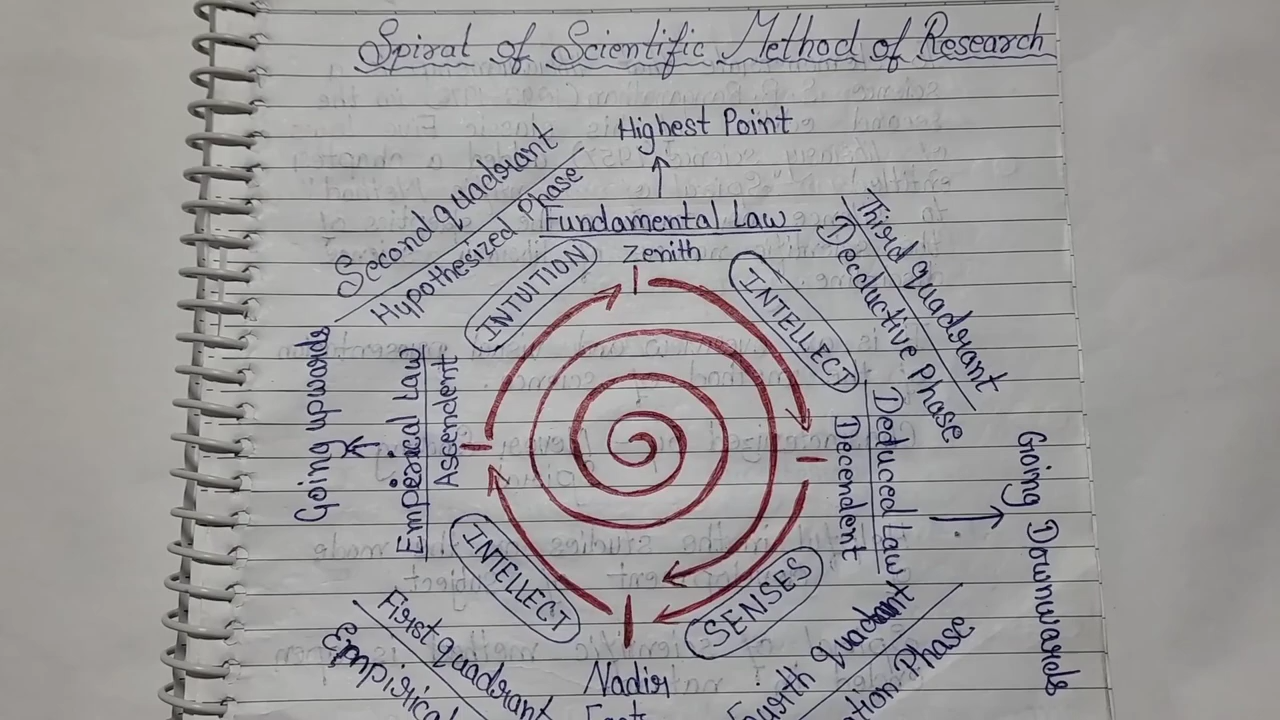 Spiral of Scientific Method of Research
Highest Point
Fundamental Law
Zenith
Second quadrant
Hypothesized Phase
INTUITION
INTELLECT
Third quadrant
Deductive Phase
Going upwards
Empirical Law
Ascendent
Decendent
Deduced Law
Going Downwards
INTELLECT
SENSES
First quadrant
Empirical
Nadir
Fourth quadrant
Phase